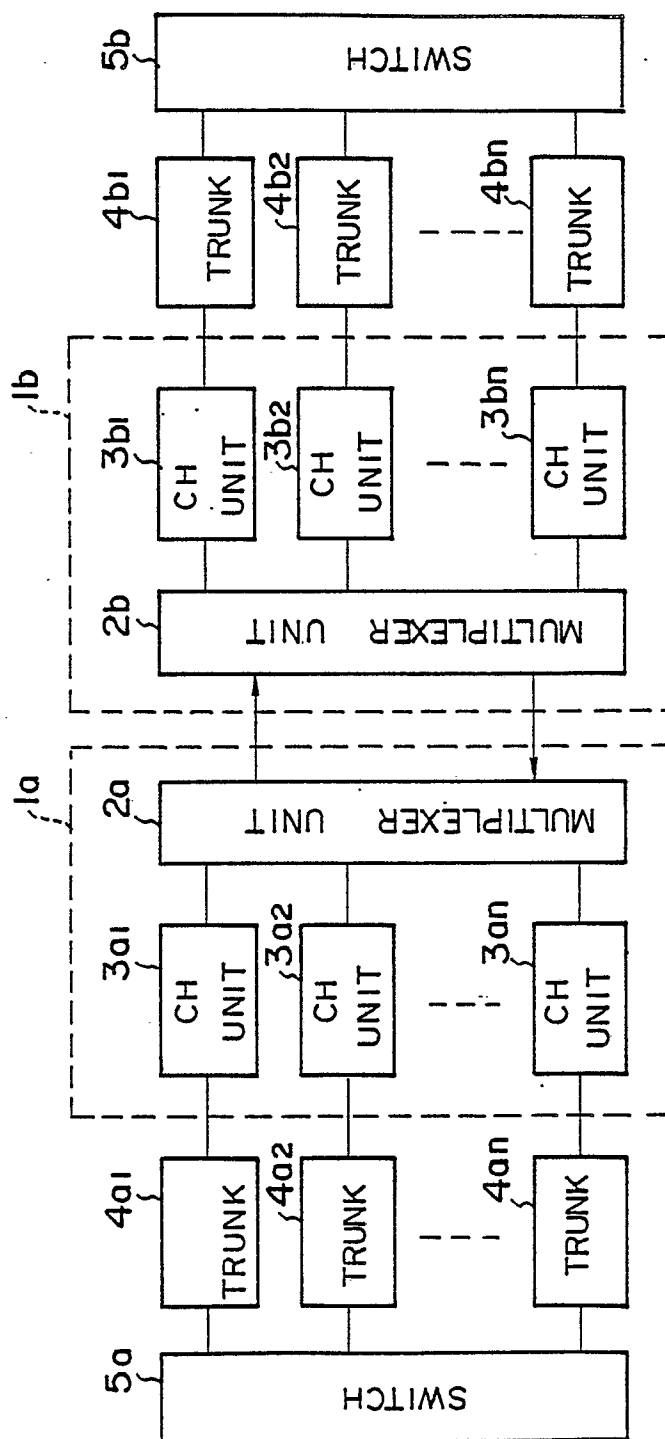 1a
1b
5a
4a1
3a1
2a
2b
3b1
4b1
5b
SWITCH
TRUNK
CH
UNIT
MULTIPLEXER UNIT
MULTIPLEXER UNIT
CH
UNIT
TRUNK
SWITCH
4a2
3a2
3b2
4b2
TRUNK
CH
UNIT
CH
UNIT
TRUNK
4an
3an
3bn
4bn
TRUNK
CH
UNIT
CH
UNIT
TRUNK